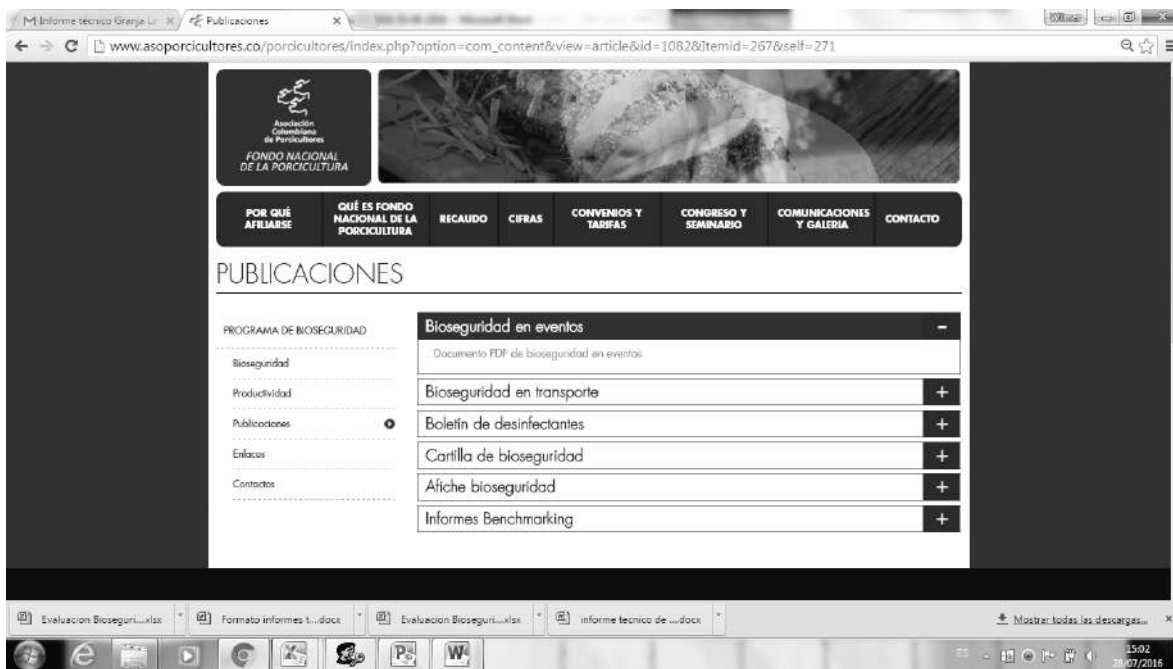 Informe técnico Granja La
Publicaciones
www.asoporcicultores.co/porcicultores/index.php?option=com_content&view=article&id=1082&Itemid=267&self=271
Asociación
Colombiana
de Porcicultores
FONDO NACIONAL
DE LA PORCICULTURA
POR QUÉ
AFILIARSE
QUÉ ES FONDO
NACIONAL DE LA
PORCICULTURA
RECAUDO
CIFRAS
CONVENIOS Y
TARIFAS
CONGRESO Y
SEMINARIO
COMUNICACIONES
Y GALERIA
CONTACTO
PUBLICACIONES
PROGRAMA DE BIOSEGURIDAD
Bioseguridad
Productividad
Publicaciones
Enlaces
Contactos
Bioseguridad en eventos
Documento PDF de bioseguridad en eventos.
Bioseguridad en transporte
Boletín de desinfectantes
Cartilla de bioseguridad
Afiche bioseguridad
Informes Benchmarking
Evaluacion Bioseguri....xlsx
Formato informes t...docx
Evaluacion Bioseguri....xlsx
informe tecnico de ....docx
Mostrar todas las descargas...
ES
15:02
28/07/2016